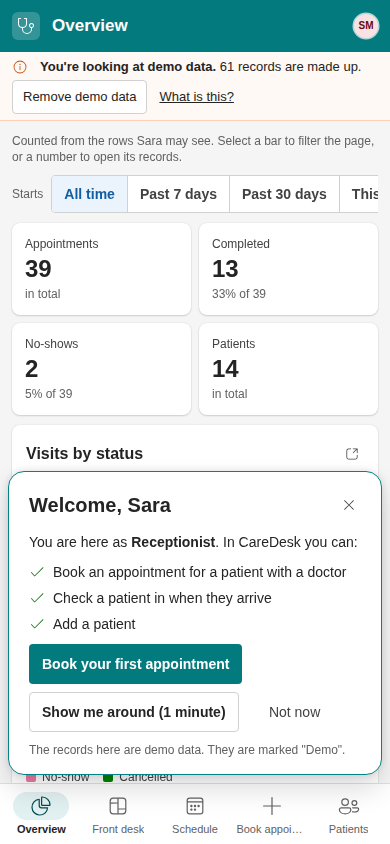 Overview
SM
You're looking at demo data. 61 records are made up.
Remove demo data
What is this?
Counted from the rows Sara may see. Select a bar to filter the page,
or a number to open its records.
Starts
All time
Past 7 days
Past 30 days
This
Appointments
39
in total
Completed
13
33% of 39
No-shows
2
5% of 39
Patients
14
in total
Visits by status
Welcome, Sara
You are here as Receptionist. In CareDesk you can:
Book an appointment for a patient with a doctor
Check a patient in when they arrive
Add a patient
Book your first appointment
Show me around (1 minute)
Not now
The records here are demo data. They are marked "Demo".
No-show
Cancelled
Overview
Front desk
Schedule
Book appoi…
Patients